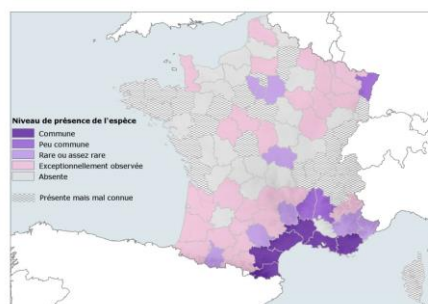 Niveau de présence de l'espèce
Commune
Peu commune
Rare ou assez rare
Exceptionnellement observée
Absente
Présente mais mal connue